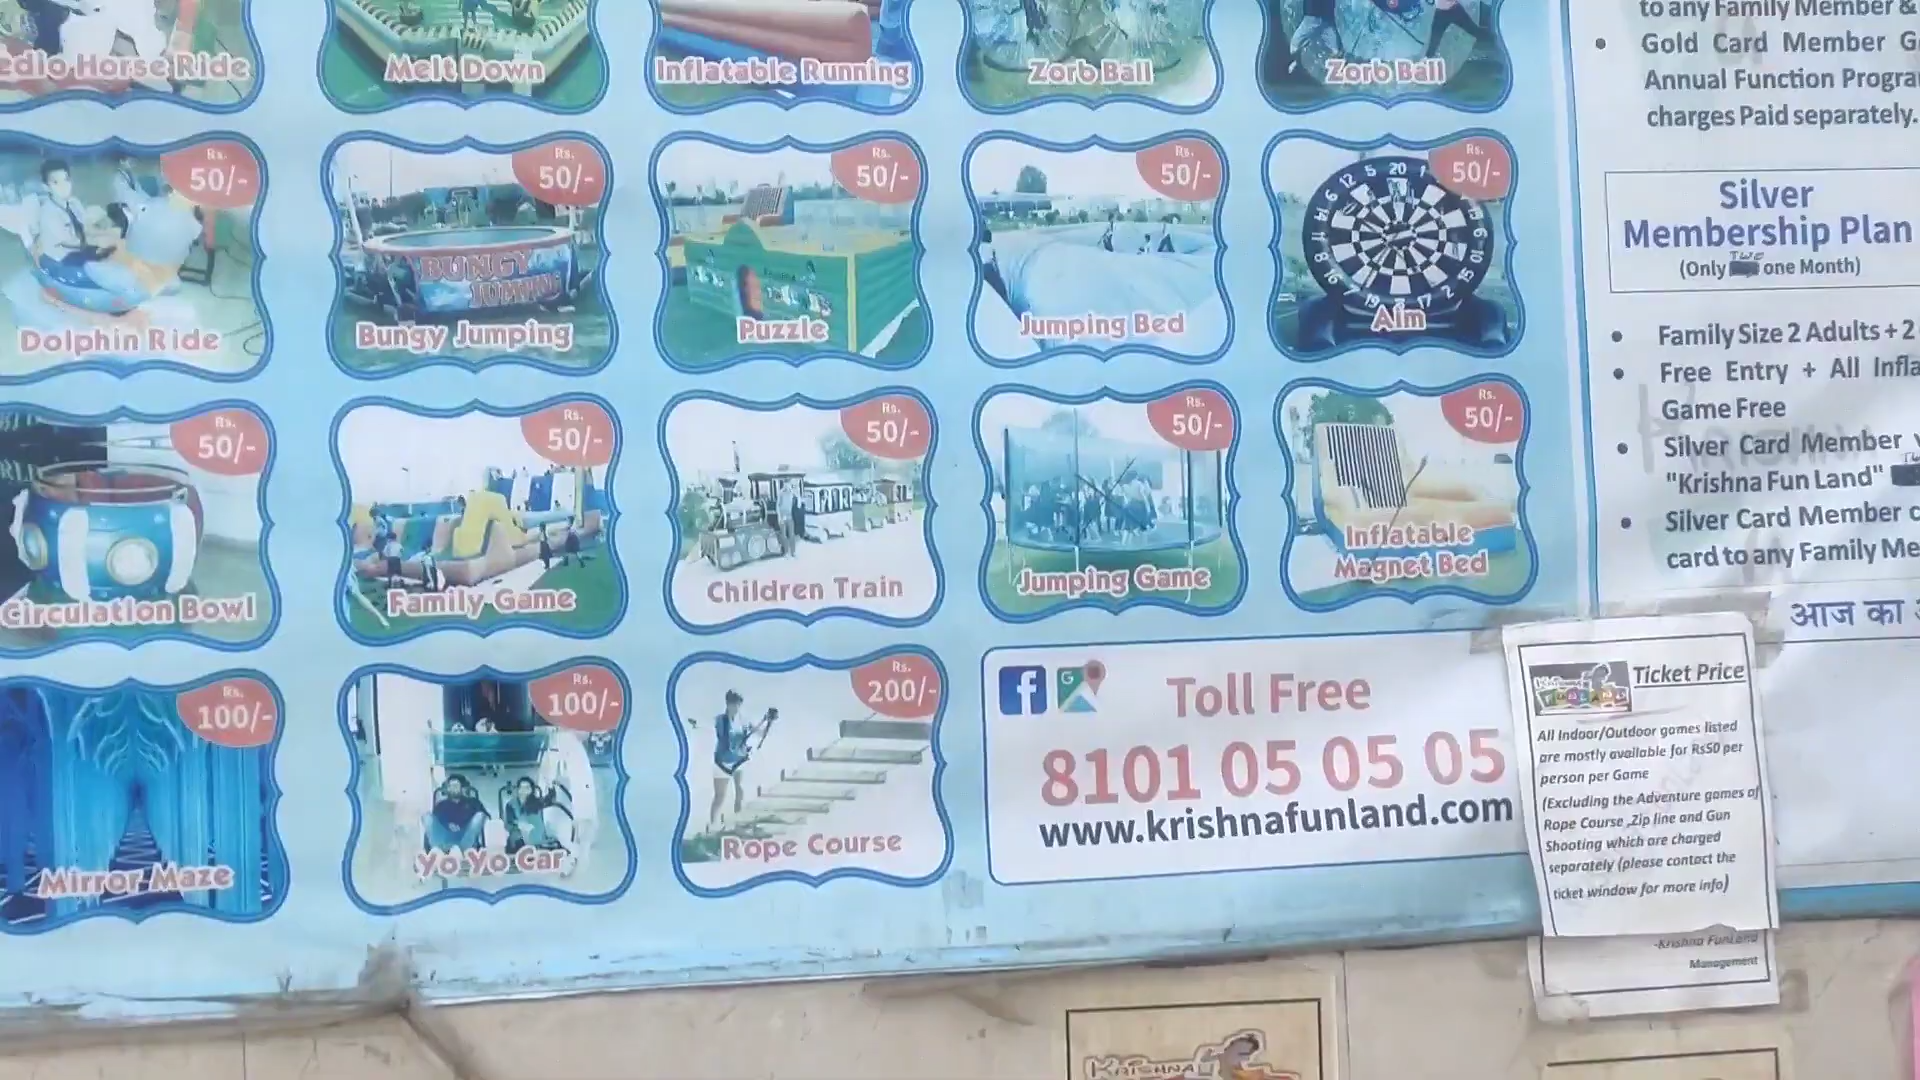 Horse Ride
Melt Down
Inflatable Running
Zorb Ball
Zorb Ball
Rs.
50/-
Dolphin Ride
Rs.
50/-
BUNGY
JUMPING
Bungy Jumping
Rs.
50/-
Puzzle
Rs.
50/-
Jumping Bed
Rs.
50/-
Aim
Rs.
50/-
Circulation Bowl
Rs.
50/-
Family Game
Rs.
50/-
Children Train
Rs.
50/-
Jumping Game
Rs.
50/-
Inflatable
Magnet Bed
Rs.
100/-
Mirror Maze
Rs.
100/-
Yo Yo Car
Rs.
200/-
Rope Course
Toll Free
8101 05 05 05
www.krishnafunland.com
to any Family Member &
Gold Card Member
Annual Function
charges Paid separately.
Silver
Membership Plan
(Only Two one Month)
Family Size 2 Adults + 2
Free Entry + All
Game Free
Silver Card Member
"Krishna Fun Land"
Silver Card Member
card to any Family
आज का
Ticket Price
All Indoor/Outdoor games listed
are mostly available for Rs50 per
person per Game
(Excluding the Adventure games of
Rope Course ,Zip line and Gun
Shooting which are charged
separately (please contact the
ticket window for more info)
-Krishna FunLand
Management
KRISHNA